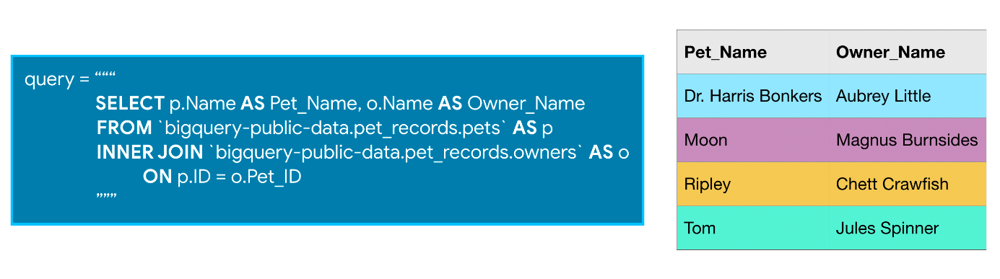 query = “““
SELECT p.Name AS Pet_Name, o.Name AS Owner_Name
FROM `bigquery-public-data.pet_records.pets` AS p
INNER JOIN `bigquery-public-data.pet_records.owners` AS o
ON p.ID = o.Pet_ID
”””
Pet_Name Owner_Name
Dr. Harris Bonkers Aubrey Little
Moon Magnus Burnsides
Ripley Chett Crawfish
Tom Jules Spinner